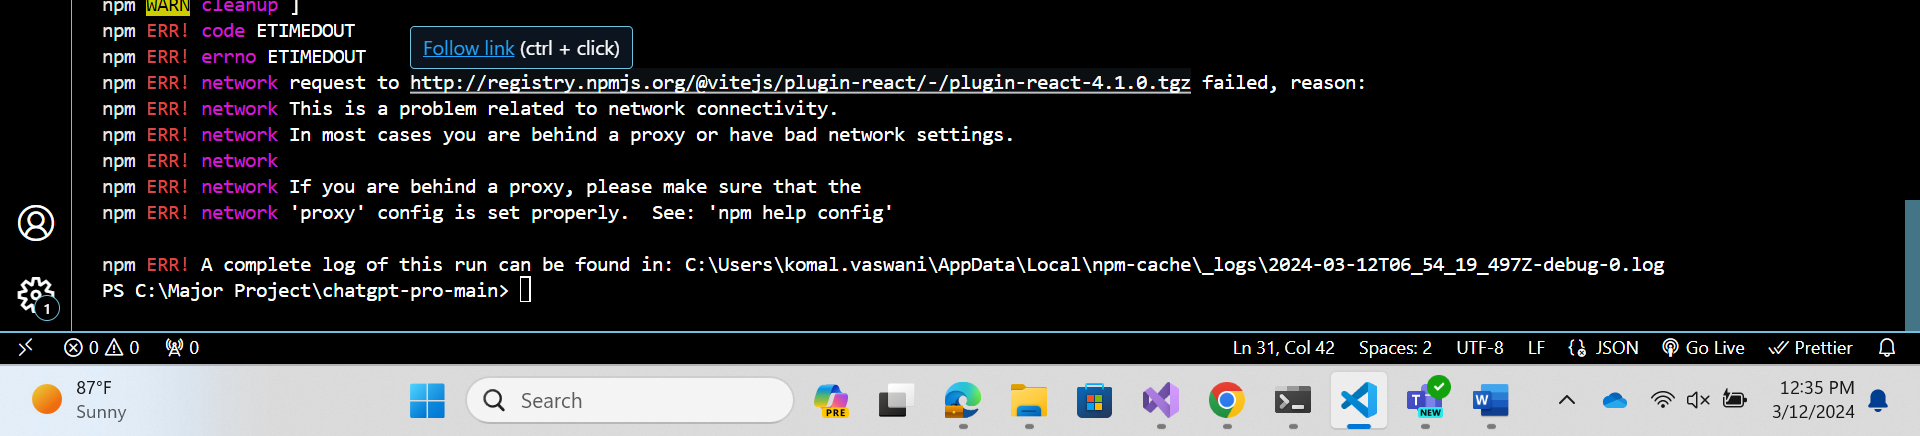 npm WARN cleanup ]
npm ERR! code ETIMEDOUT
npm ERR! errno ETIMEDOUT
Follow link (ctrl + click)
npm ERR! network request to http://registry.npmjs.org/@vitejs/plugin-react/-/plugin-react-4.1.0.tgz failed, reason:
npm ERR! network This is a problem related to network connectivity.
npm ERR! network In most cases you are behind a proxy or have bad network settings.
npm ERR! network
npm ERR! network If you are behind a proxy, please make sure that the
npm ERR! network 'proxy' config is set properly.  See: 'npm help config'
npm ERR! A complete log of this run can be found in: C:\Users\komal.vaswani\AppData\Local\npm-cache\_logs\2024-03-12T06_54_19_497Z-debug-0.log
PS C:\Major Project\chatgpt-pro-main>
1
0 0 0 Ln 31, Col 42 Spaces: 2 UTF-8 LF {} JSON Go Live Prettier
87°F
Sunny
Search
PRE
T
NEW
W
12:35 PM
3/12/2024